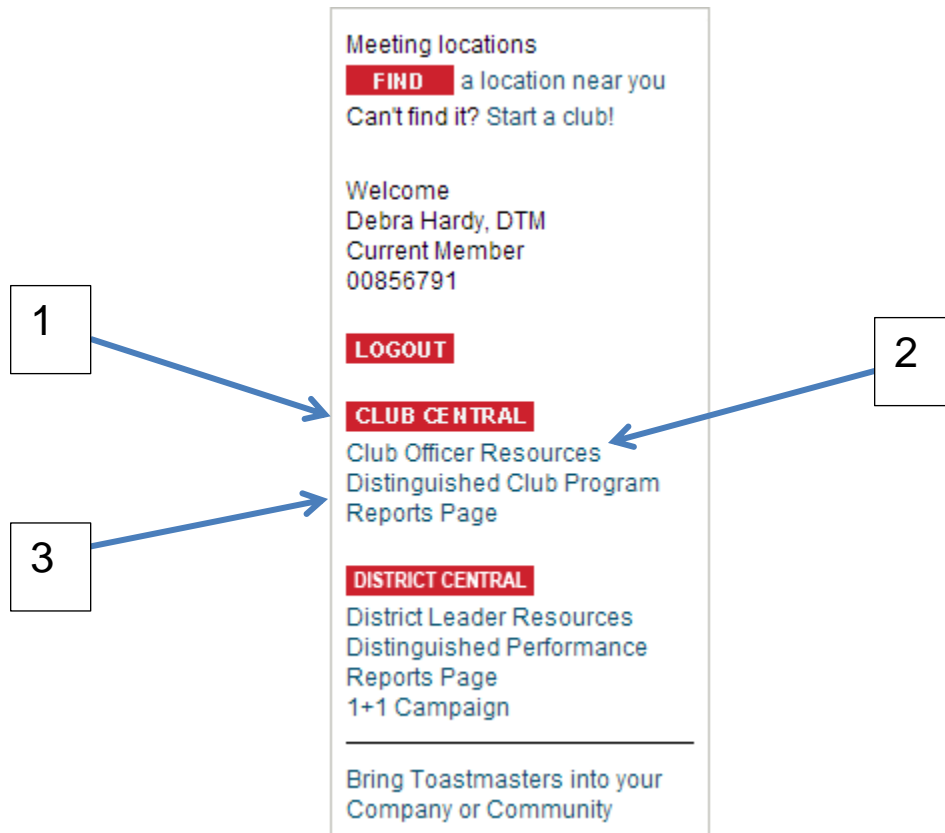 Meeting locations
FIND a location near you
Can't find it? Start a club!
Welcome
Debra Hardy, DTM
Current Member
00856791
1
LOGOUT
2
CLUB CENTRAL
Club Officer Resources
Distinguished Club Program
Reports Page
3
DISTRICT CENTRAL
District Leader Resources
Distinguished Performance
Reports Page
1+1 Campaign
Bring Toastmasters into your
Company or Community